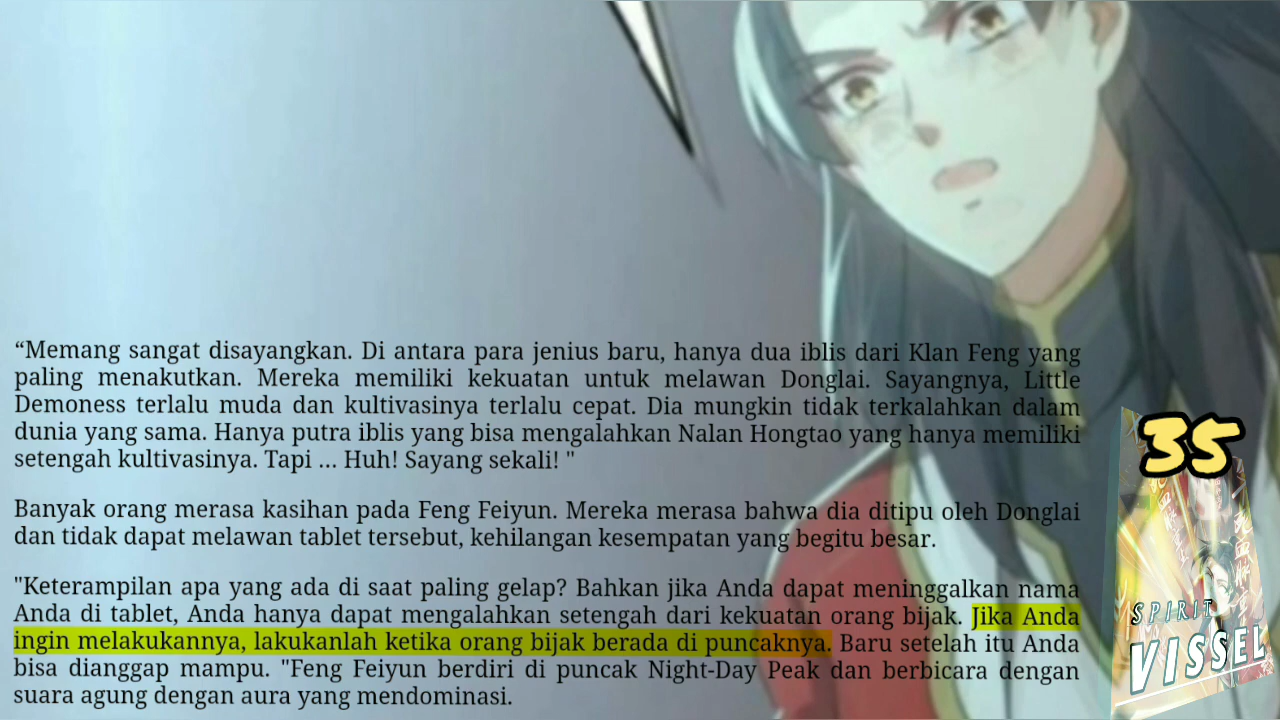 “Memang sangat disayangkan. Di antara para jenius baru, hanya dua iblis dari Klan Feng yang
paling menakutkan. Mereka memiliki kekuatan untuk melawan Donglai. Sayangnya, Little
Demoness terlalu muda dan kultivasinya terlalu cepat. Dia mungkin tidak terkalahkan dalam
dunia yang sama. Hanya putra iblis yang bisa mengalahkan Nalan Hongtao yang hanya memiliki
setengah kultivasinya. Tapi ... Huh! Sayang sekali! "
Banyak orang merasa kasihan pada Feng Feiyun. Mereka merasa bahwa dia ditipu oleh Donglai
dan tidak dapat melawan tablet tersebut, kehilangan kesempatan yang begitu besar.
"Keterampilan apa yang ada di saat paling gelap? Bahkan jika Anda dapat meninggalkan nama
Anda di tablet, Anda hanya dapat mengalahkan setengah dari kekuatan orang bijak. Jika Anda
ingin melakukannya, lakukanlah ketika orang bijak berada di puncaknya. Baru setelah itu Anda
bisa dianggap mampu. "Feng Feiyun berdiri di puncak Night-Day Peak dan berbicara dengan
suara agung dengan aura yang mendominasi.
35
SPIRIT
VISSEL